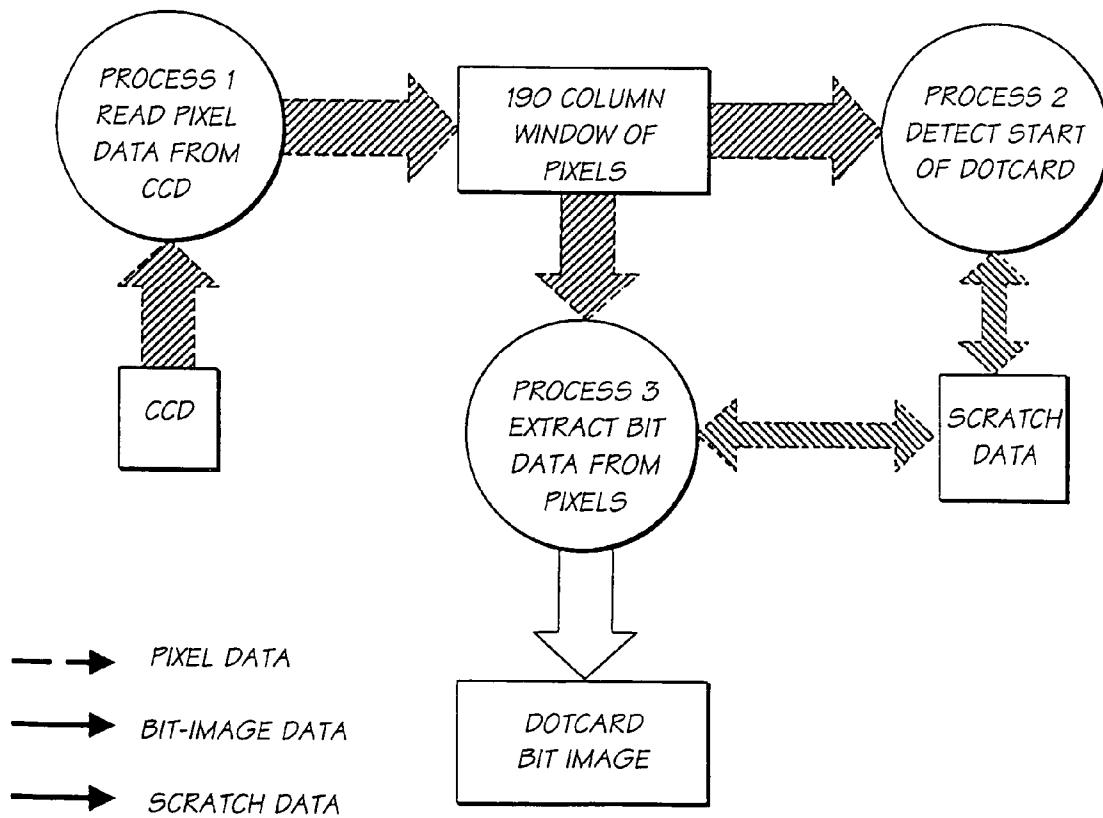 PROCESS 1
READ PIXEL
DATA FROM
CCD
190 COLUMN
WINDOW OF
PIXELS
PROCESS 2
DETECT START
OF DOTCARD
CCD
PROCESS 3
EXTRACT BIT
DATA FROM
PIXELS
SCRATCH
DATA
PIXEL DATA
BIT-IMAGE DATA
SCRATCH DATA
DOTCARD
BIT IMAGE